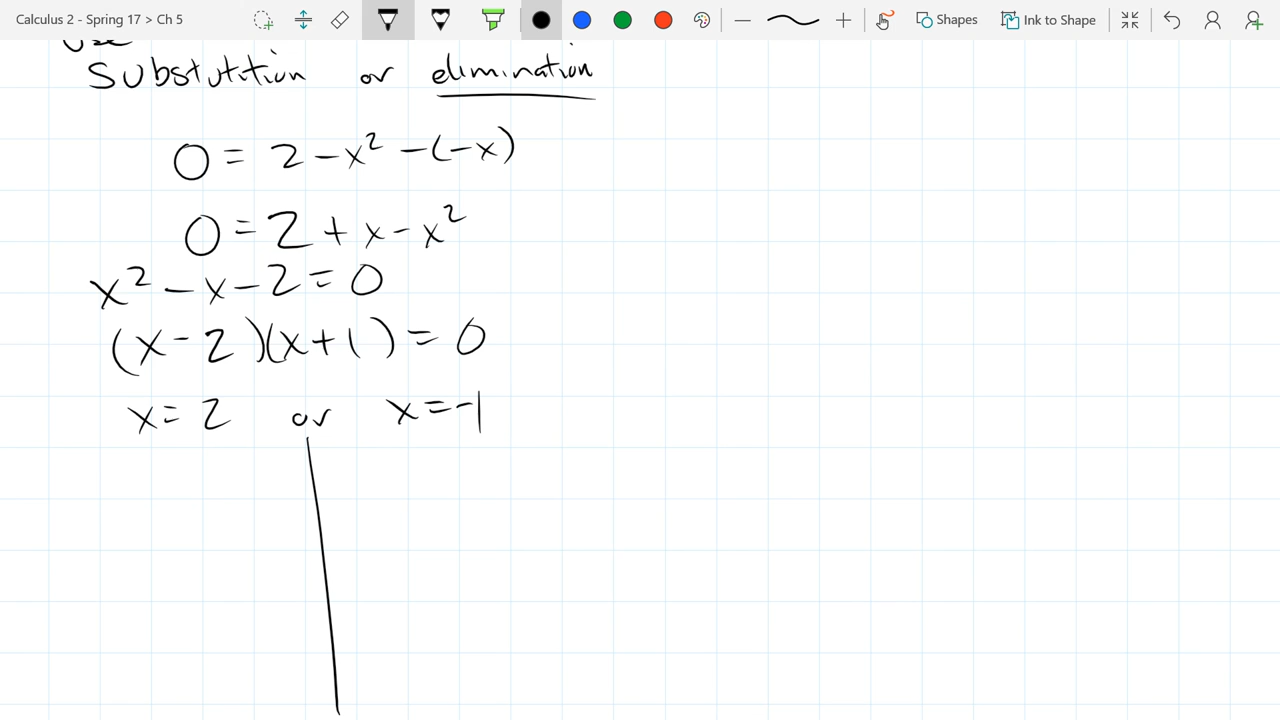 Calculus 2 - Spring 17 > Ch 5
Shapes
Ink to Shape
Use
Substitution or elimination
0 = 2 - x² - (-x)
0 = 2 + x - x²
x² - x - 2 = 0
(x - 2)(x + 1) = 0
x = 2 or x = -1